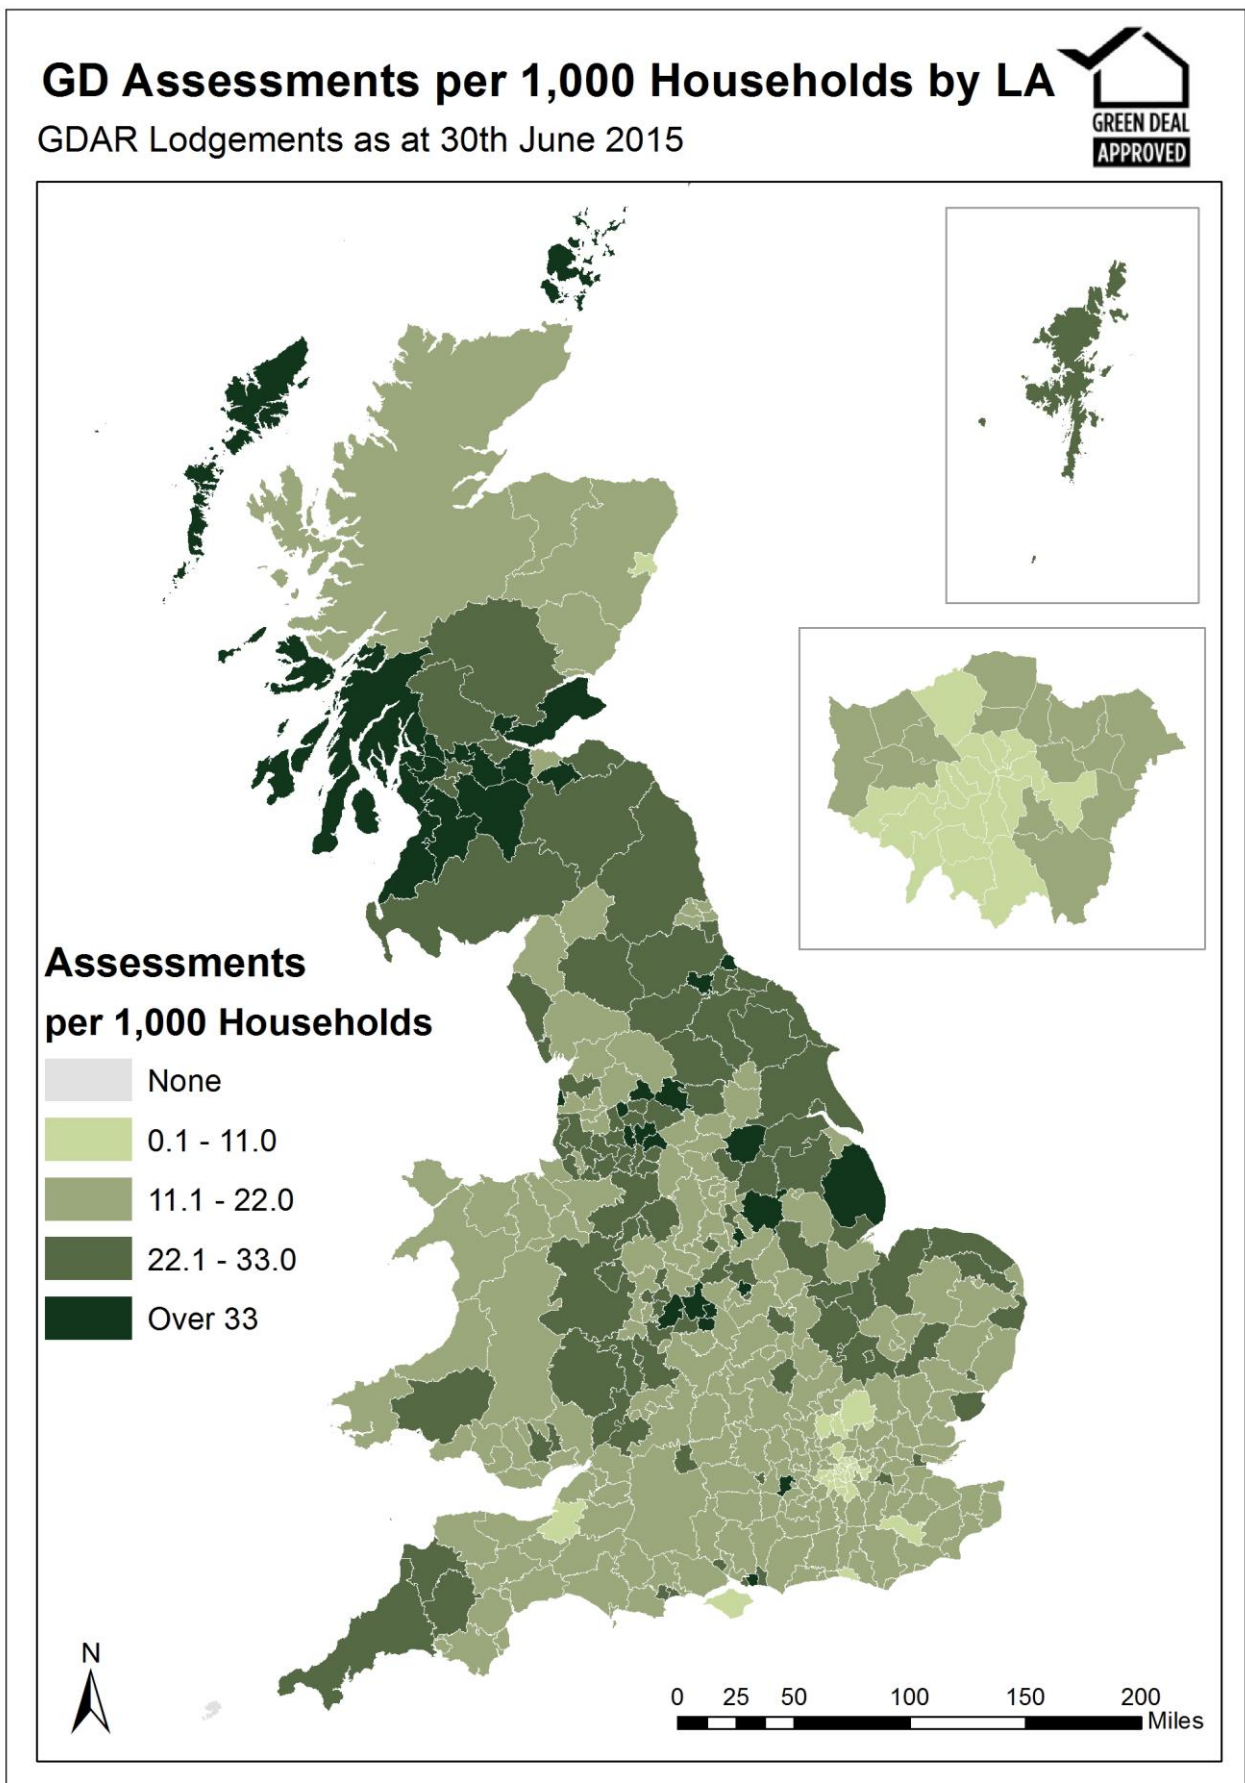 GD Assessments per 1,000 Households by LA
GDAR Lodgements as at 30th June 2015
GREEN DEAL
APPROVED
Assessments
per 1,000 Households
None
0.1 - 11.0
11.1 - 22.0
22.1 - 33.0
Over 33
N
0 25 50 100 150 200
Miles